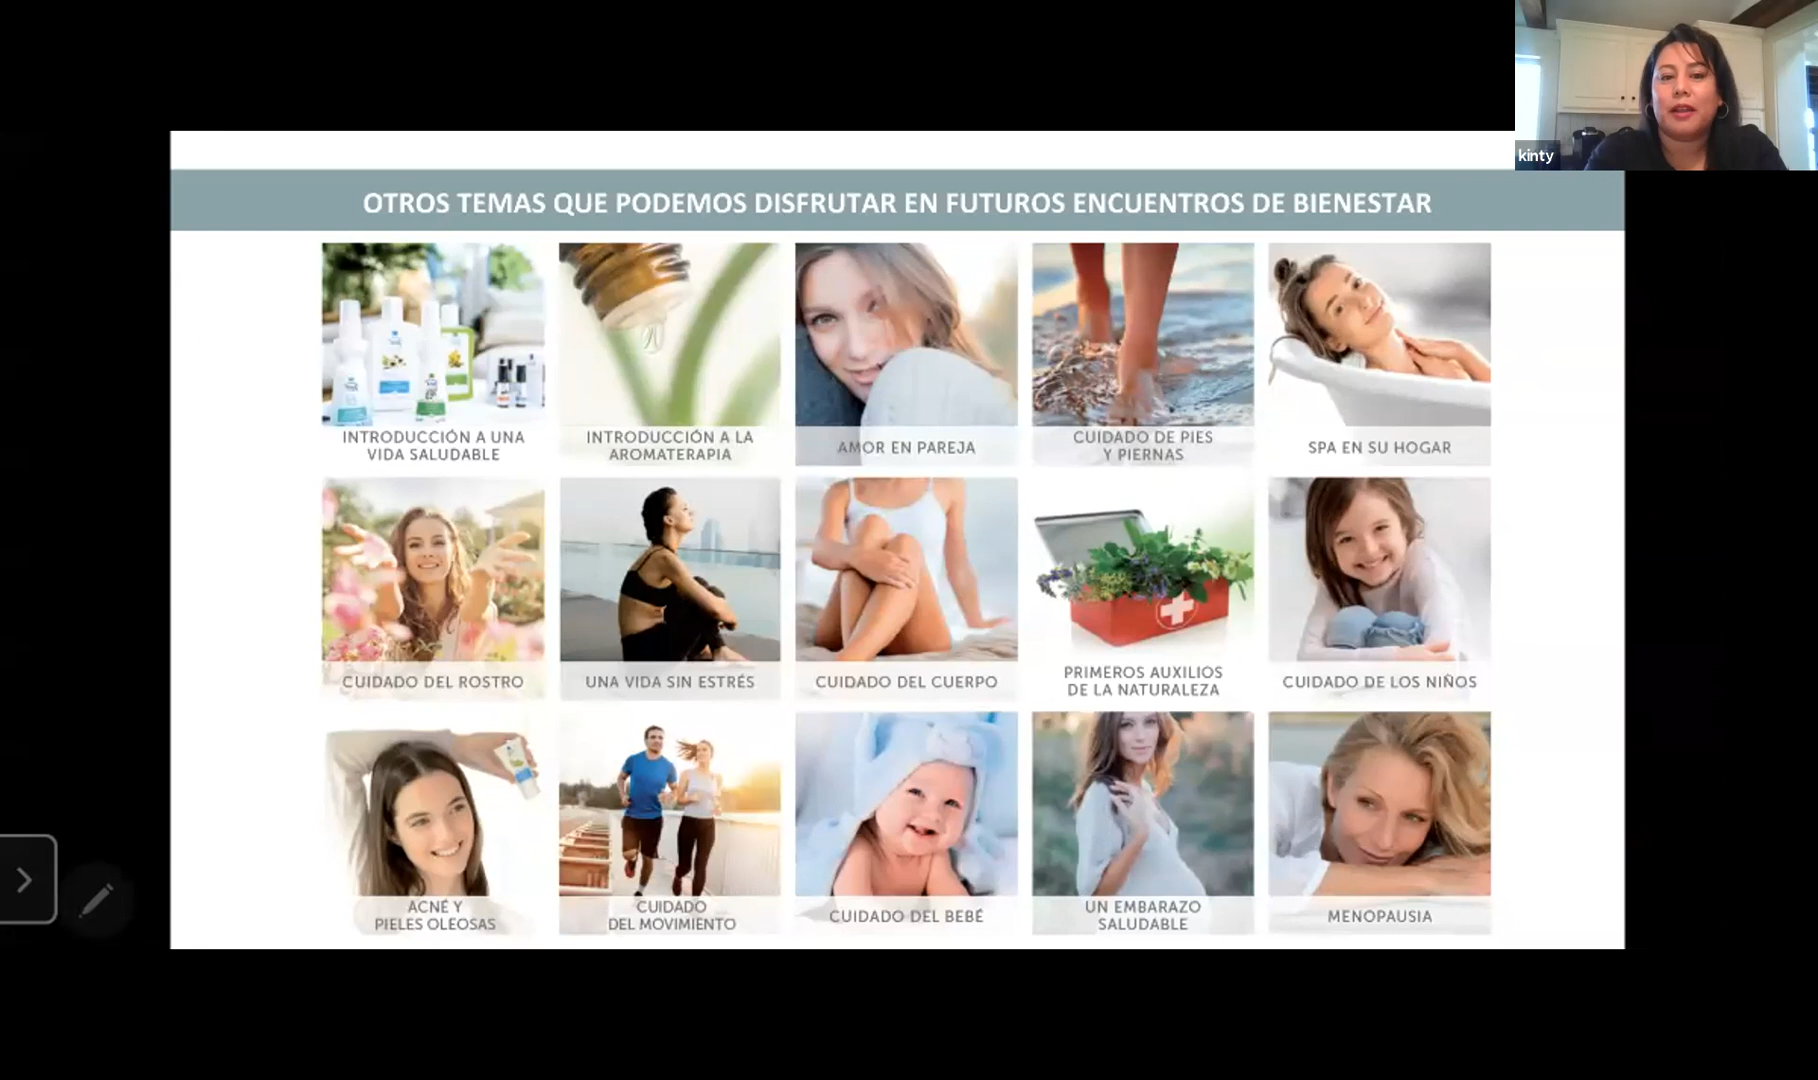 kinty
OTROS TEMAS QUE PODEMOS DISFRUTAR EN FUTUROS ENCUENTROS DE BIENESTAR
INTRODUCCIÓN A UNA
VIDA SALUDABLE
INTRODUCCIÓN A LA
AROMATERAPIA
AMOR EN PAREJA
CUIDADO DE PIES
Y PIERNAS
SPA EN SU HOGAR
CUIDADO DEL ROSTRO
UNA VIDA SIN ESTRÉS
CUIDADO DEL CUERPO
PRIMEROS AUXILIOS
DE LA NATURALEZA
CUIDADO DE LOS NIÑOS
ACNÉ Y
PIELES OLEOSAS
CUIDADO
DEL MOVIMIENTO
CUIDADO DEL BEBÉ
UN EMBARAZO
SALUDABLE
MENOPAUSIA